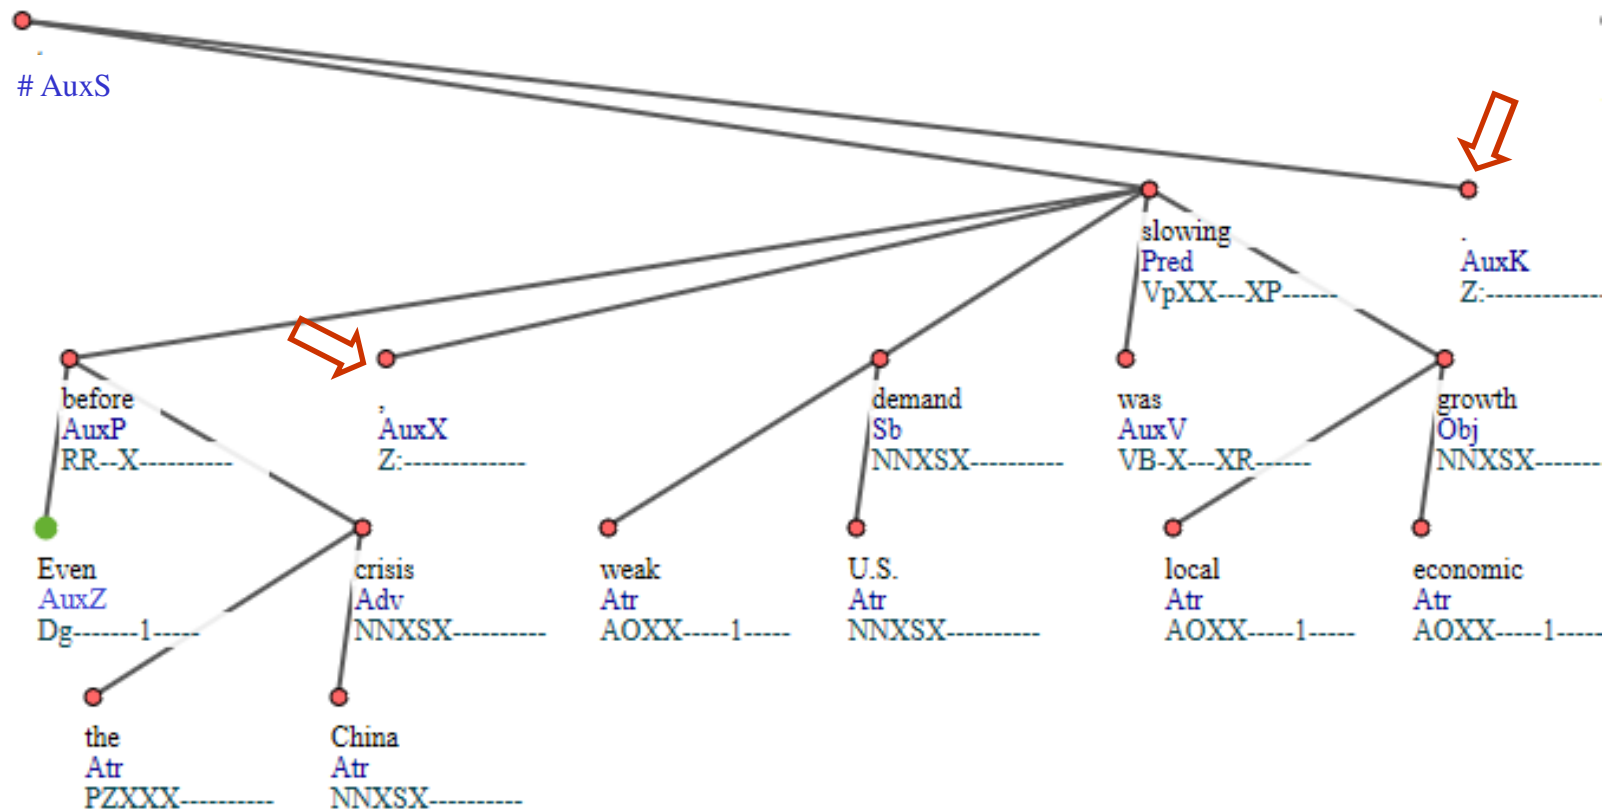 # AuxS
slowing
Pred
VpXX---XP------
.
AuxK
Z:------------
before
AuxP
RR--X----------
,
AuxX
Z:-------------
demand
Sb
NNXSX----------
was
AuxV
VB-X---XR------
growth
Obj
NNXSX-------
Even
AuxZ
Dg-------1-----
crisis
Adv
NNXSX----------
weak
Atr
AOXX-----1-----
U.S.
Atr
NNXSX----------
local
Atr
AOXX-----1-----
economic
Atr
AOXX-----1-----
the
Atr
PZXXX----------
China
Atr
NNXSX----------